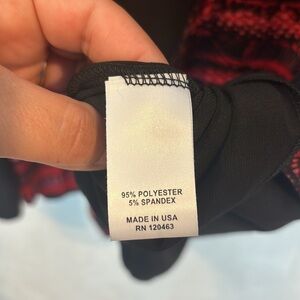 95% POLYESTER
5% SPANDEX
MADE IN USA
RN 120463